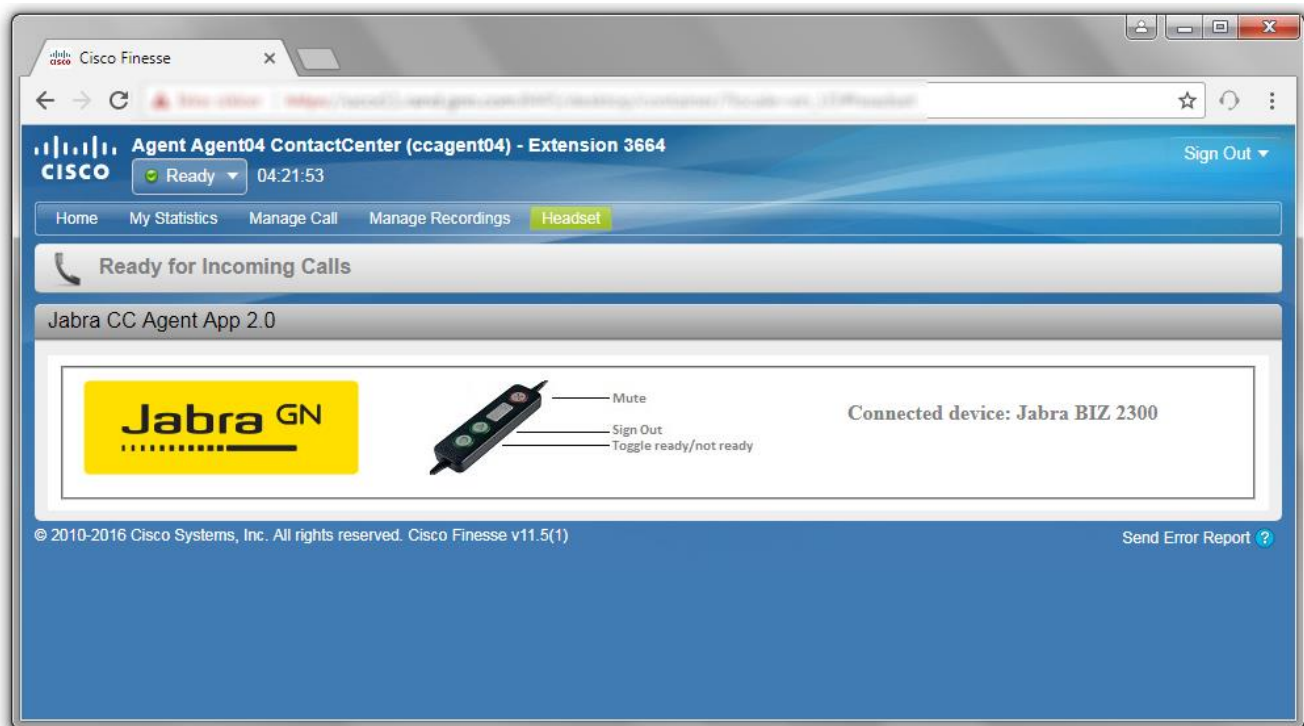 Cisco Finesse
Agent Agent04 ContactCenter (ccagent04) - Extension 3664
CISCO
Ready
04:21:53
Sign Out
Home My Statistics Manage Call Manage Recordings Headset
Ready for Incoming Calls
Jabra CC Agent App 2.0
Jabra GN
Mute
Sign Out
Toggle ready/not ready
Connected device: Jabra BIZ 2300
© 2010-2016 Cisco Systems, Inc. All rights reserved. Cisco Finesse v11.5(1)
Send Error Report ?